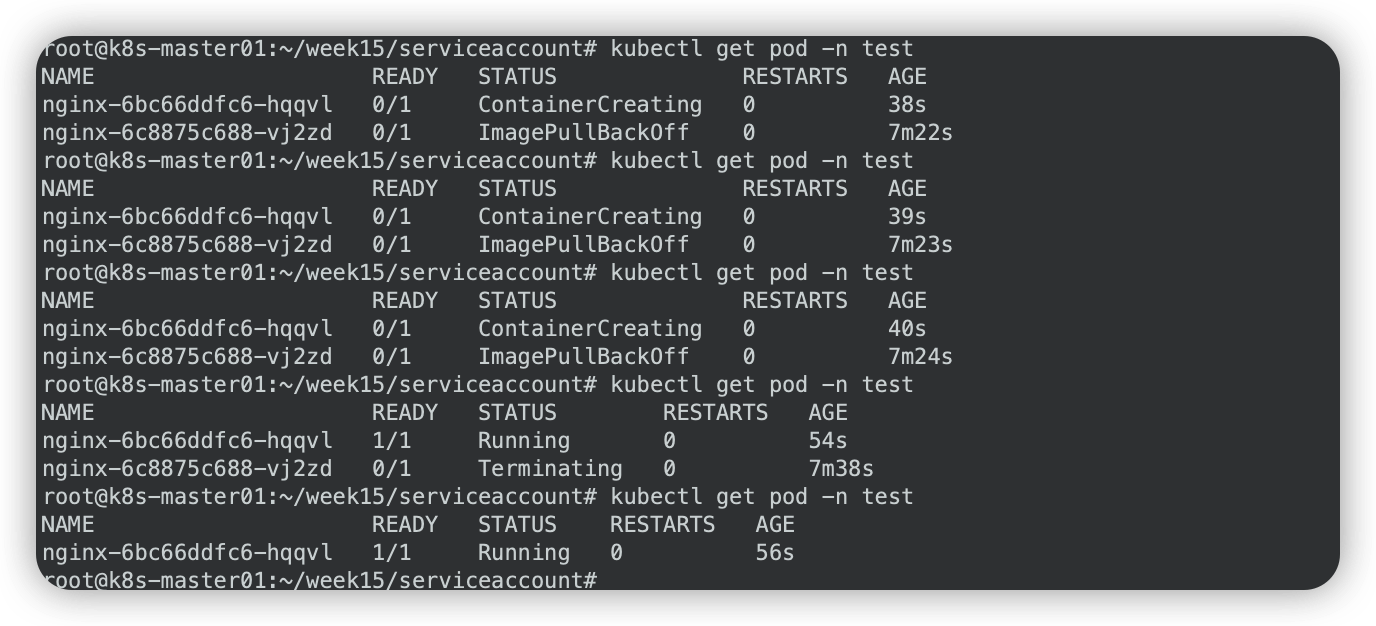 root@k8s-master01:~/week15/serviceaccount# kubectl get pod -n test
NAME                     READY   STATUS              RESTARTS   AGE
nginx-6bc66ddfc6-hqqvl   0/1     ContainerCreating   0          38s
nginx-6c8875c688-vj2zd   0/1     ImagePullBackOff    0          7m22s
root@k8s-master01:~/week15/serviceaccount# kubectl get pod -n test
NAME                     READY   STATUS              RESTARTS   AGE
nginx-6bc66ddfc6-hqqvl   0/1     ContainerCreating   0          39s
nginx-6c8875c688-vj2zd   0/1     ImagePullBackOff    0          7m23s
root@k8s-master01:~/week15/serviceaccount# kubectl get pod -n test
NAME                     READY   STATUS              RESTARTS   AGE
nginx-6bc66ddfc6-hqqvl   0/1     ContainerCreating   0          40s
nginx-6c8875c688-vj2zd   0/1     ImagePullBackOff    0          7m24s
root@k8s-master01:~/week15/serviceaccount# kubectl get pod -n test
NAME                     READY   STATUS        RESTARTS   AGE
nginx-6bc66ddfc6-hqqvl   1/1     Running       0          54s
nginx-6c8875c688-vj2zd   0/1     Terminating   0          7m38s
root@k8s-master01:~/week15/serviceaccount# kubectl get pod -n test
NAME                     READY   STATUS    RESTARTS   AGE
nginx-6bc66ddfc6-hqqvl   1/1     Running   0          56s
root@k8s-master01:~/week15/serviceaccount#